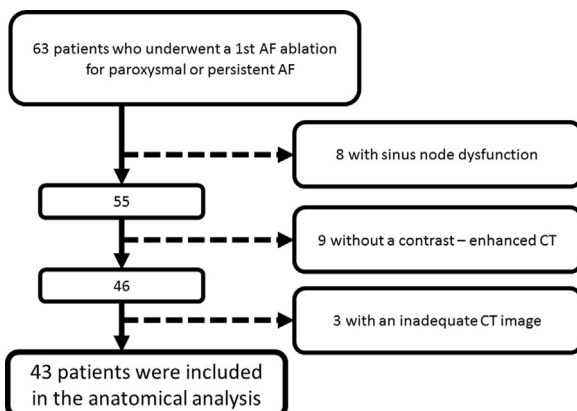 63 patients who underwent a 1st AF ablation
for paroxysmal or persistent AF
8 with sinus node dysfunction
55
9 without a contrast – enhanced CT
46
3 with an inadequate CT image
43 patients were included
in the anatomical analysis